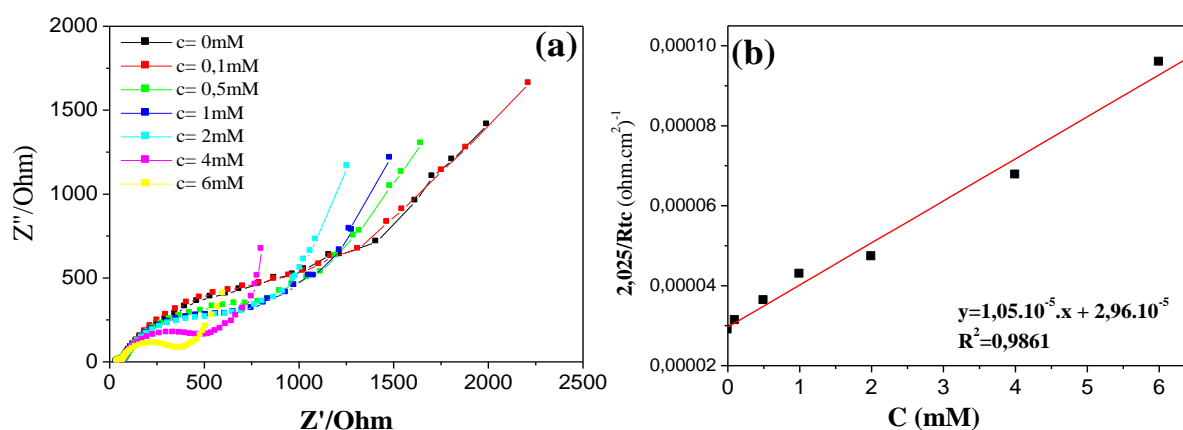 (a)
2000
1500
1000
500
0
Z"/Ohm
c= 0mM
c= 0,1mM
c= 0,5mM
c= 1mM
c= 2mM
c= 4mM
c= 6mM
0 500 1000 1500 2000 2500
Z'/Ohm
(b)
0,00010
0,00008
0,00006
0,00004
0,00002
2,025/Rtc (ohm.cm²)⁻¹
y=1,05.10⁻⁵.x + 2,96.10⁻⁵
R²=0,9861
0 1 2 4 6
C (mM)